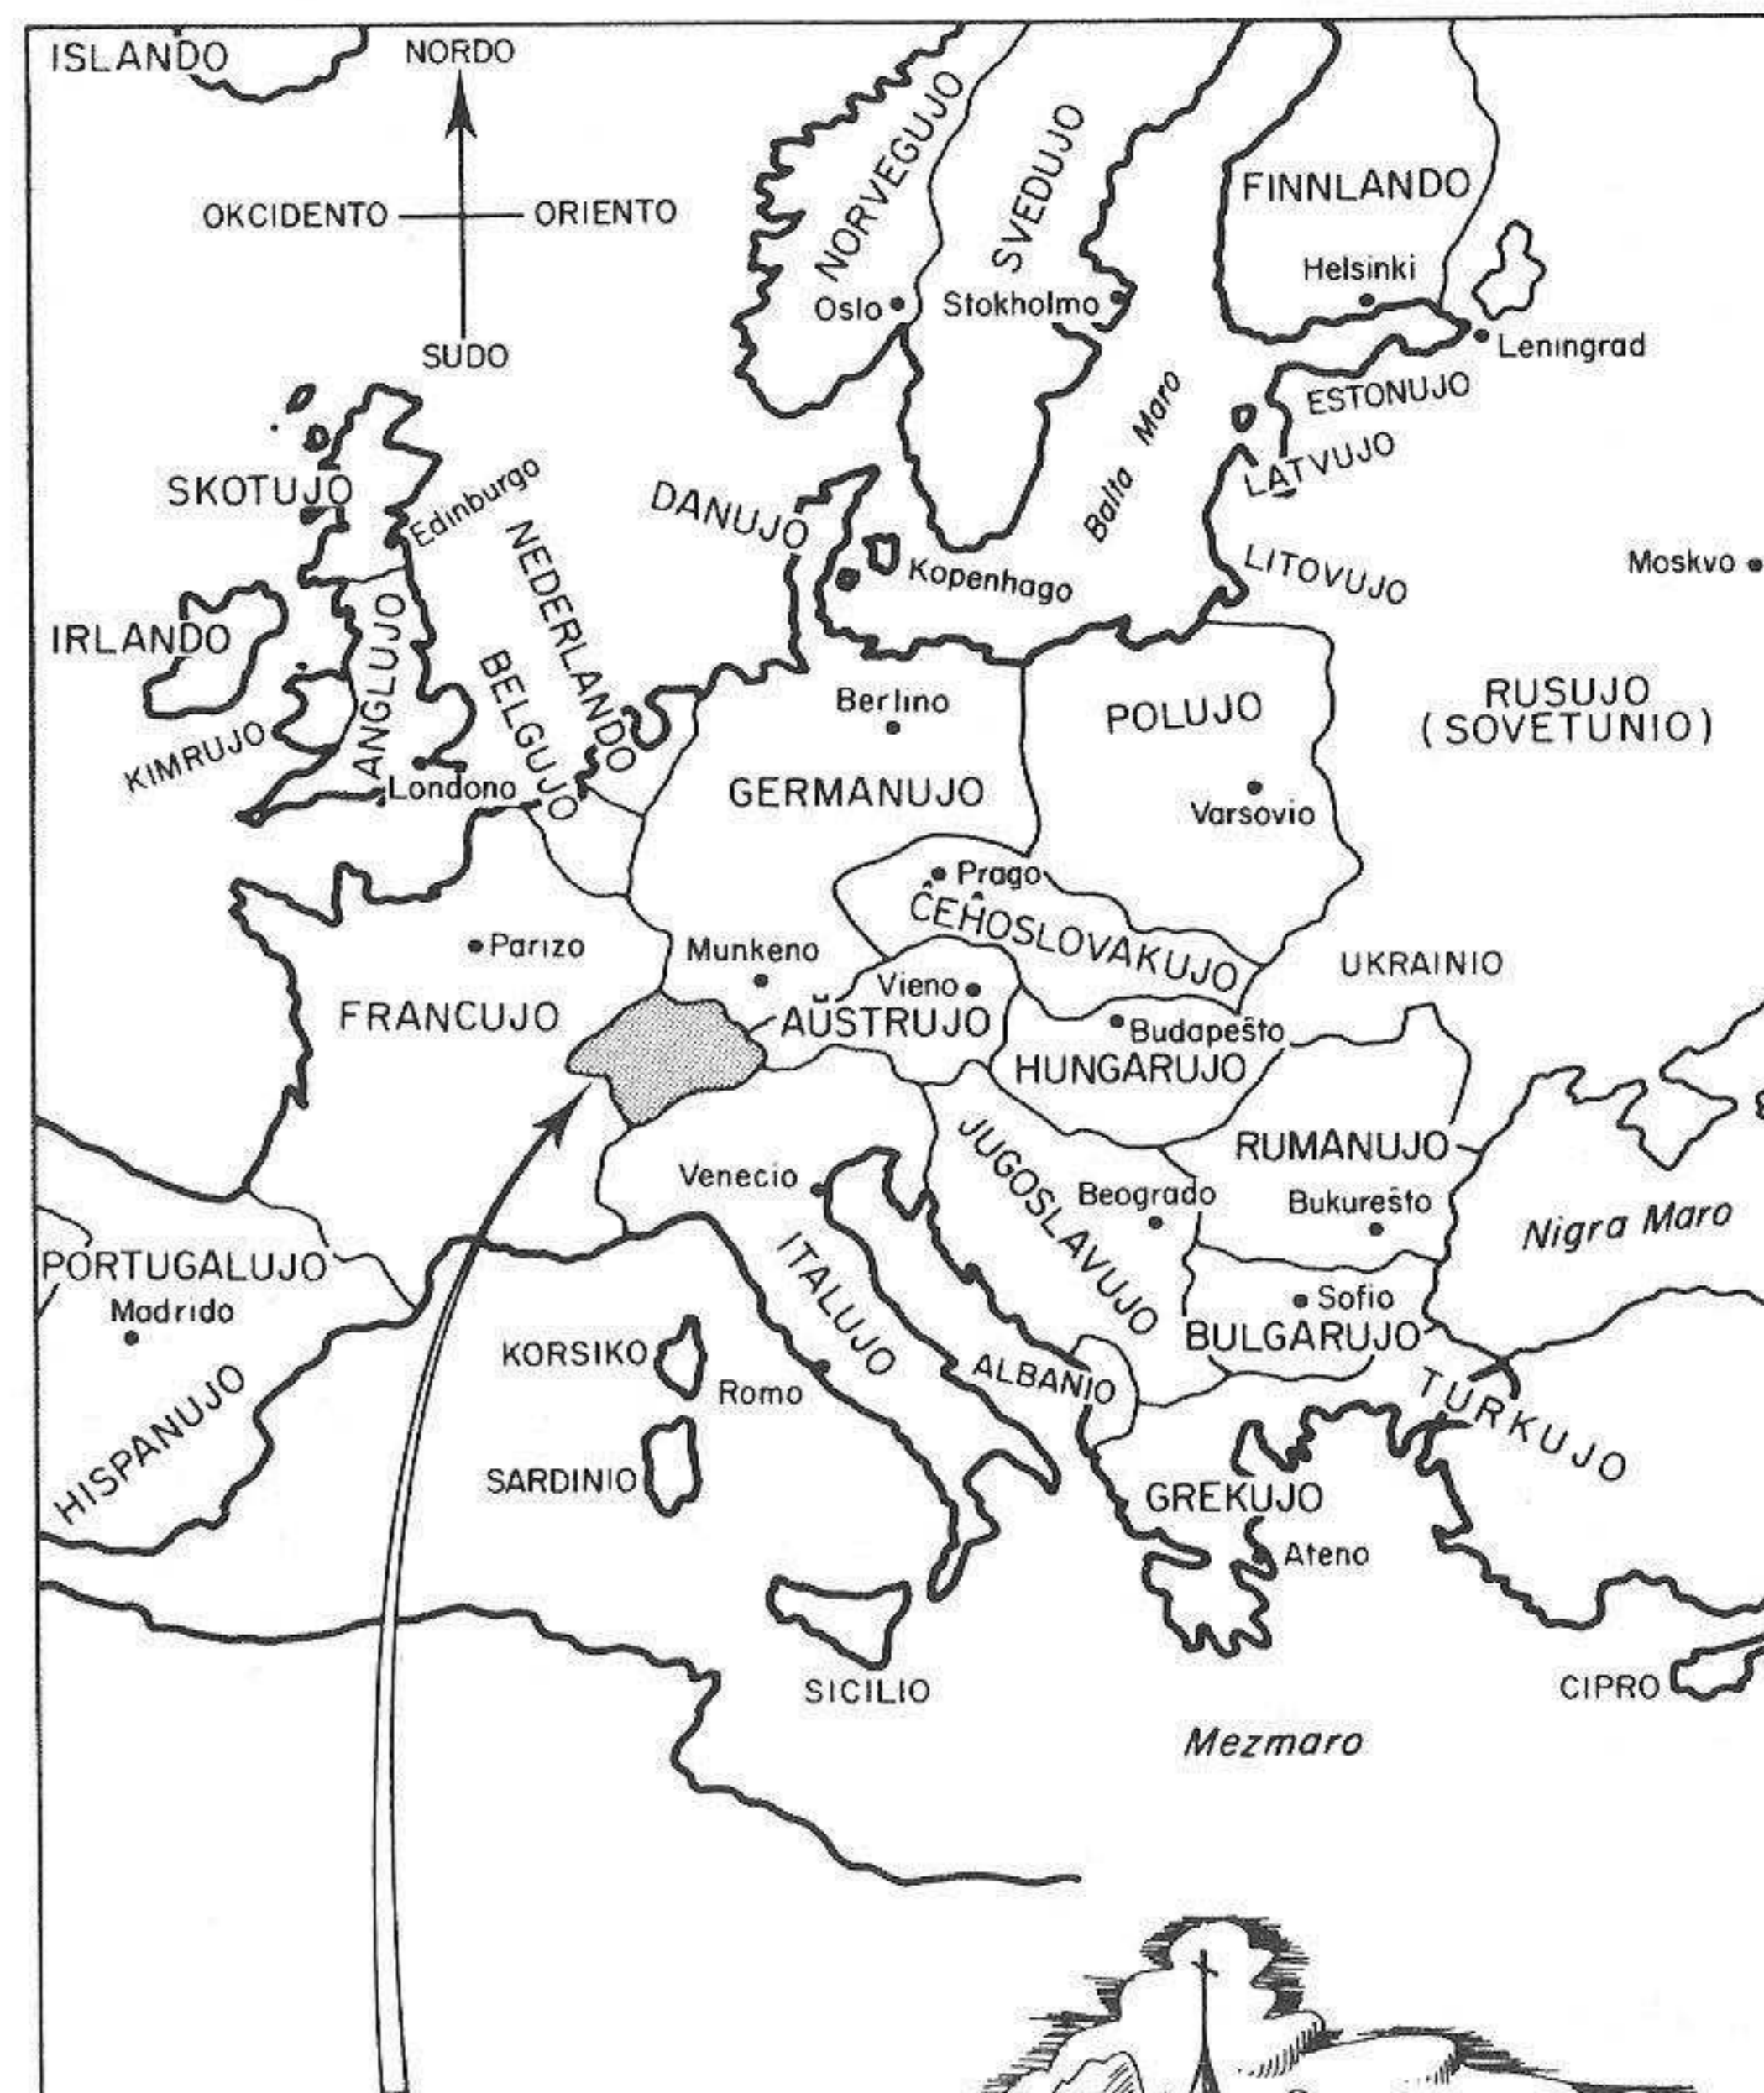 ISLANDO
NORDO
OKCIDENTO
ORIENTO
SUDO
NORVEGUJO
SVEDUJO
FINNLANDO
Helsinki
Oslo
Stokholmo
Leningrad
ESTONUJO
Balta Maro
LATVUJO
SKOTUJO
Edinburgo
DANUJO
NEDERLANDO
Kopenhago
LITOVUJO
Moskvo
IRLANDO
ANGLUJO
BELGUJO
KIMRUJO
Londono
Berlino
POLUJO
RUSUJO
(SOVETUNIO)
GERMANUJO
Varsovio
Prago
ĈEĤOSLOVAKUJO
Parizo
Munkeno
Vieno
UKRAINIO
FRANCUJO
AŬSTRUJO
Budapeŝto
HUNGARUJO
JUGOSLAVUJO
RUMANUJO
Venecio
Beogrado
Bukureŝto
Nigra Maro
PORTUGALUJO
Madrido
ITALUJO
Sofio
BULGARUJO
KORSIKO
Romo
ALBANIO
TURKUJO
HISPANUJO
SARDINIO
GREKUJO
Ateno
SICILIO
CIPRO
Mezmaro